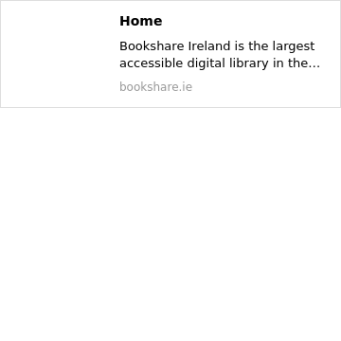 Home
Bookshare Ireland is the largest
accessible digital library in the...
bookshare.ie